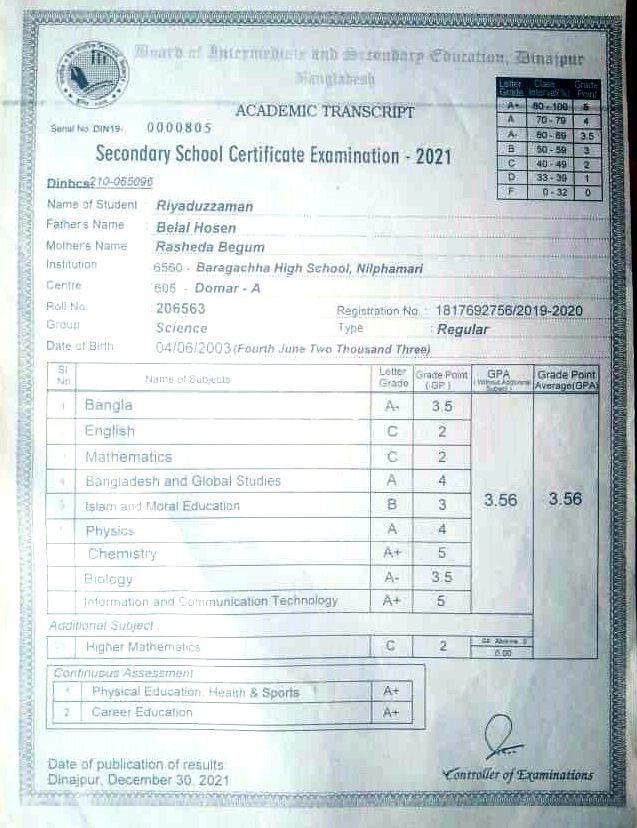 Board of Intermediate and Secondary Education, Dinajpur
Bangladesh
ACADEMIC TRANSCRIPT
Serial No. DIN19- 0000805
Secondary School Certificate Examination - 2021
Letter Grade Class Interval(%) Grade Point
A+ 80 - 100 5
A 70 - 79 4
A- 60 - 69 3.5
B 50 - 59 3
C 40 - 49 2
D 33 - 39 1
F 0 - 32 0
Dinbcs210-065096
Name of Student : Riyaduzzaman
Father's Name : Belal Hosen
Mother's Name : Rasheda Begum
Institution : 6560 - Baragachha High School, Nilphamari
Centre : 605 - Domar - A
Roll No. : 206563 Registration No. : 1817692756/2019-2020
Group : Science Type : Regular
Date of Birth : 04/06/2003 (Fourth June Two Thousand Three)
Sl No Name of Subjects Letter Grade Grade Point (GP) GPA (Without Additional Subject) Grade Point Average(GPA)
1 Bangla A- 3.5
English C 2
Mathematics C 2
4 Bangladesh and Global Studies A 4
5 Islam and Moral Education B 3 3.56 3.56
Physics A 4
Chemistry A+ 5
Biology A- 3.5
Information and Communication Technology A+ 5
Additional Subject :
Higher Mathematics C 2 GP Above 2 0.00
Continuous Assessment
1 Physical Education, Health & Sports A+
2 Career Education A+
Date of publication of results:
Dinajpur, December 30, 2021
Controller of Examinations